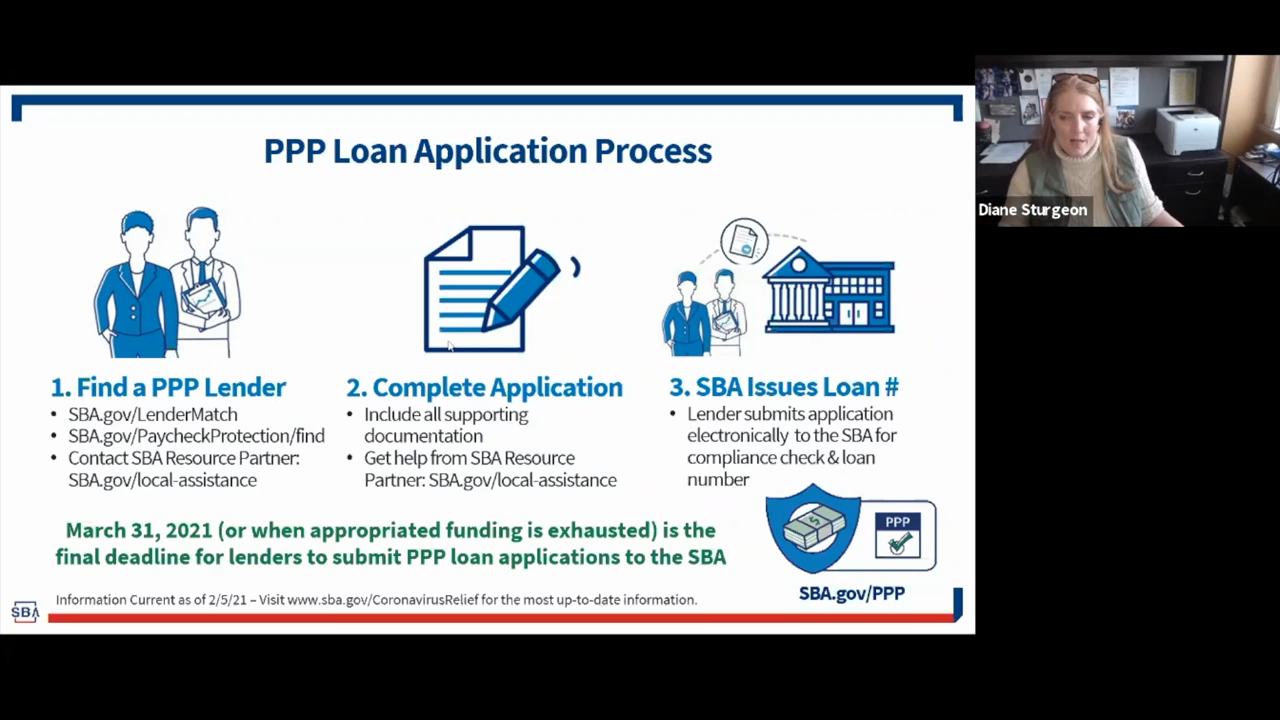 PPP Loan Application Process
Diane Sturgeon
1. Find a PPP Lender
• SBA.gov/LenderMatch
• SBA.gov/PaycheckProtection/find
• Contact SBA Resource Partner:
SBA.gov/local-assistance
2. Complete Application
• Include all supporting
documentation
• Get help from SBA Resource
Partner: SBA.gov/local-assistance
3. SBA Issues Loan #
• Lender submits application
electronically to the SBA for
compliance check & loan
number
March 31, 2021 (or when appropriated funding is exhausted) is the
final deadline for lenders to submit PPP loan applications to the SBA
PPP
SBA.gov/PPP
Information Current as of 2/5/21 – Visit www.sba.gov/CoronavirusRelief for the most up-to-date information.
SBA